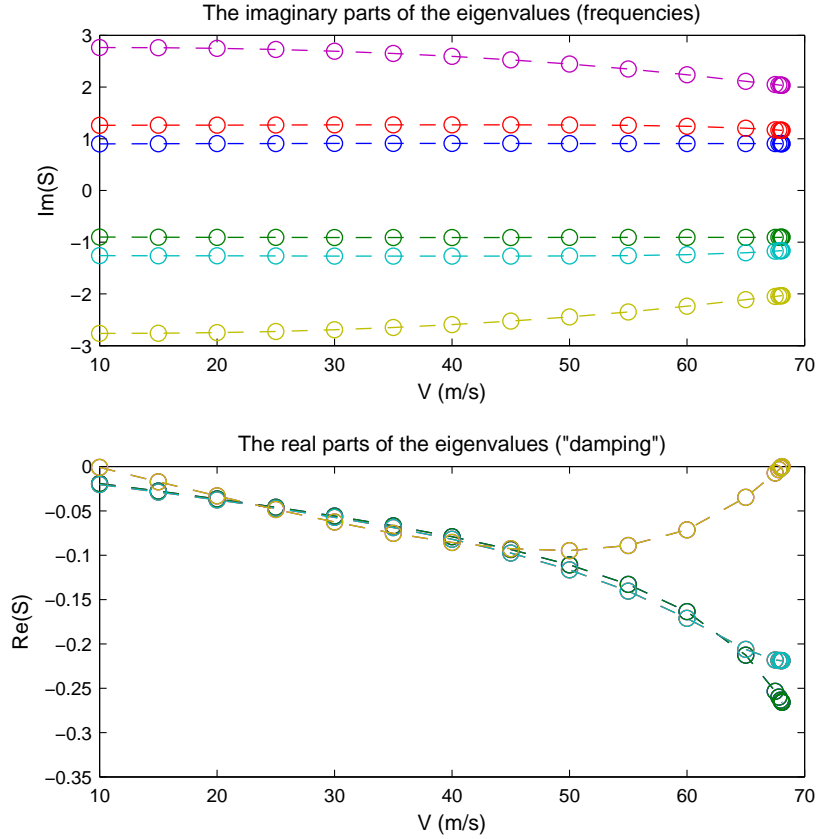 The imaginary parts of the eigenvalues (frequencies)
3
2
1
0
−1
−2
−3
Im(S)
10 20 30 40 50 60 70
V (m/s)
The real parts of the eigenvalues ("damping")
0
−0.05
−0.1
−0.15
−0.2
−0.25
−0.3
−0.35
Re(S)
10 20 30 40 50 60 70
V (m/s)